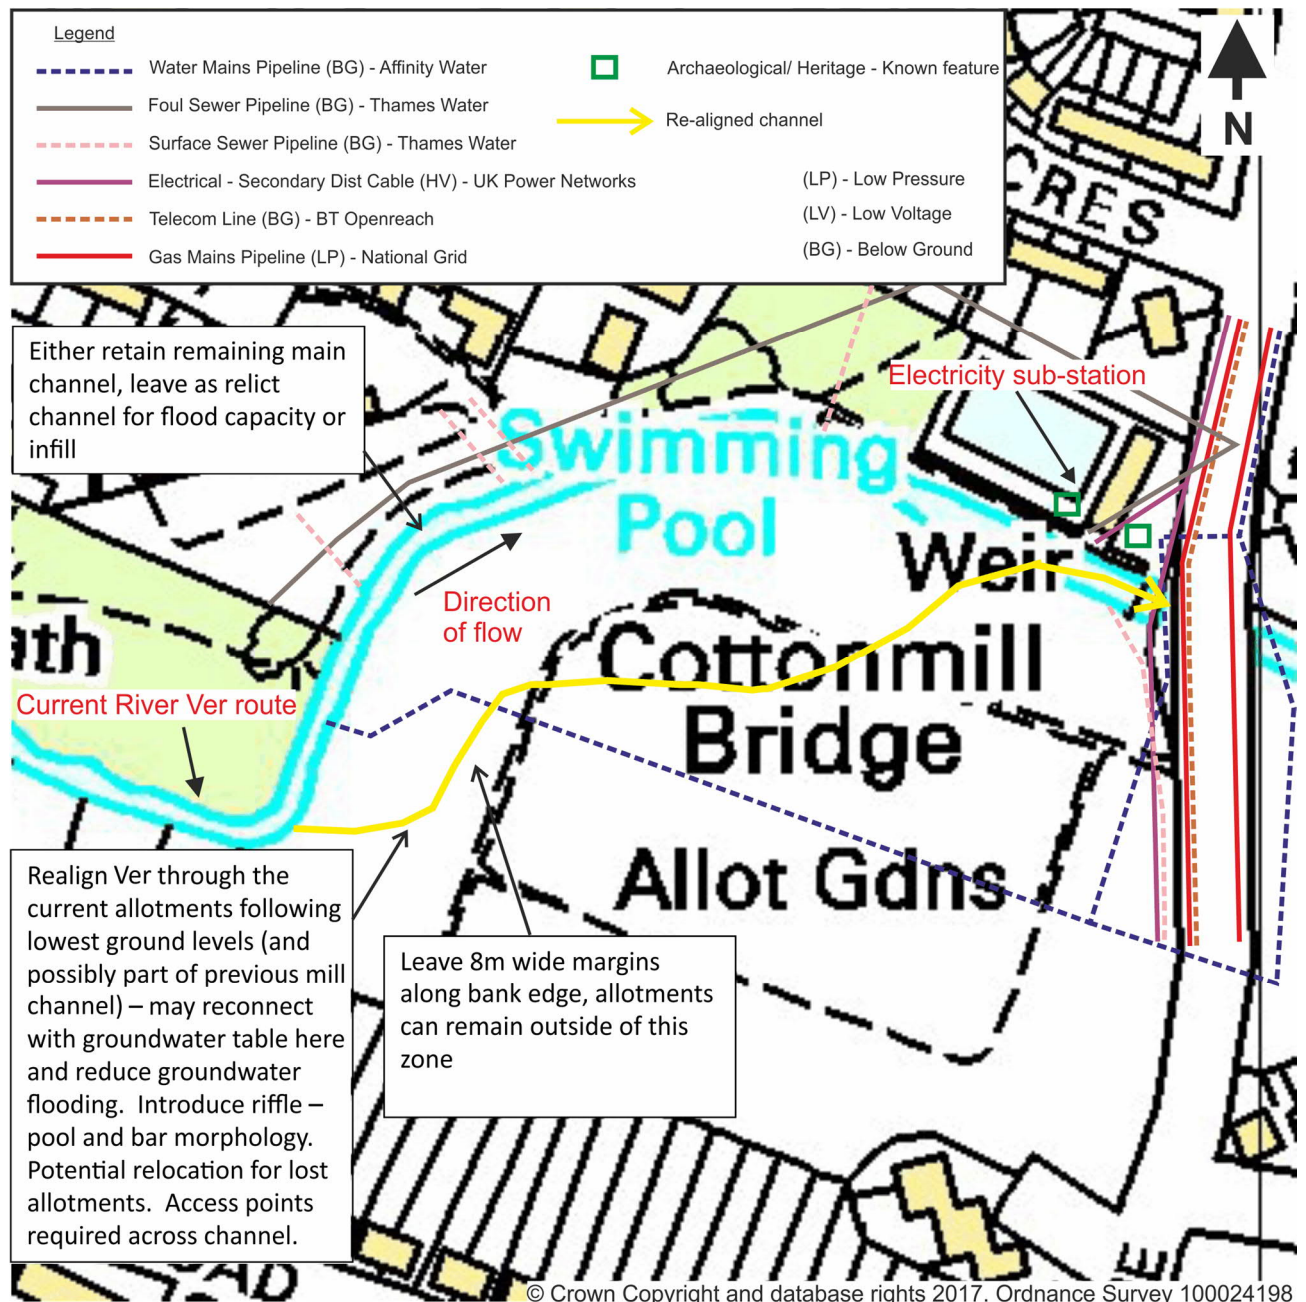 Legend
Water Mains Pipeline (BG) - Affinity Water
Foul Sewer Pipeline (BG) - Thames Water
Surface Sewer Pipeline (BG) - Thames Water
Electrical - Secondary Dist Cable (HV) - UK Power Networks
Telecom Line (BG) - BT Openreach
Gas Mains Pipeline (LP) - National Grid
Archaeological/ Heritage - Known feature
Re-aligned channel
(LP) - Low Pressure
(LV) - Low Voltage
(BG) - Below Ground
N
CRES
Either retain remaining main
channel, leave as relict
channel for flood capacity or
infill
Electricity sub-station
Swimming
Pool
Weir
Direction
of flow
ath
Cottonmill
Bridge
Current River Ver route
Allot Gdns
Realign Ver through the
current allotments following
lowest ground levels (and
possibly part of previous mill
channel) – may reconnect
with groundwater table here
and reduce groundwater
flooding. Introduce riffle –
pool and bar morphology.
Potential relocation for lost
allotments. Access points
required across channel.
Leave 8m wide margins
along bank edge, allotments
can remain outside of this
zone
© Crown Copyright and database rights 2017. Ordnance Survey 100024198